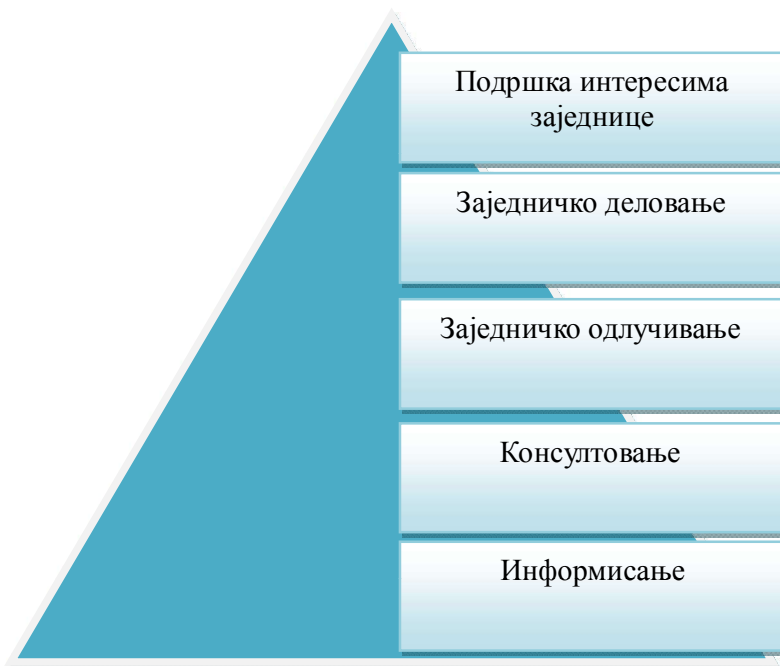 Подршка интересима
заједнице
Заједничко деловање
Заједничко одлучивање
Консултовање
Информисање